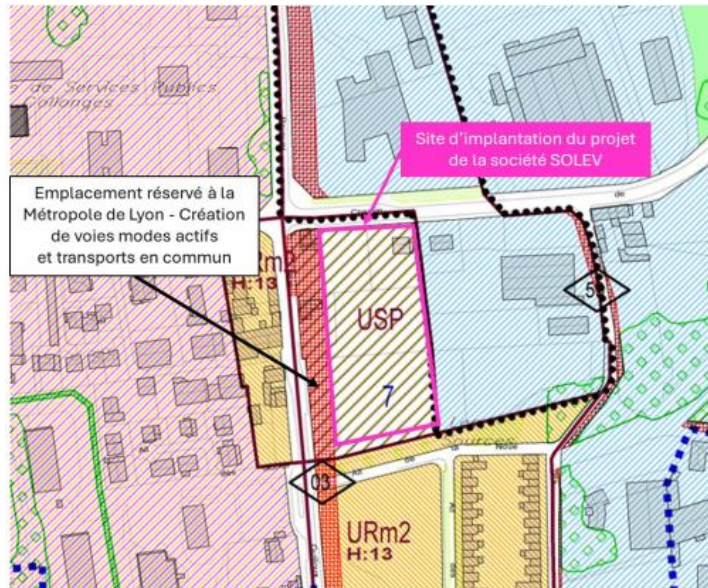 de Services Publics
Collonges
Site d'implantation du projet
de la société SOLEV
Emplacement réservé à la
Métropole de Lyon - Création
de voies modes actifs
et transports en commun
de
URm2
H:13
USP
7
03
URm2
H:13